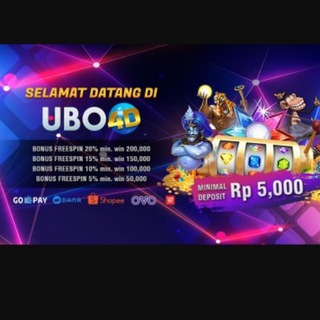 SELAMAT DATANG DI
UBO4D
BONUS FREESPIN 20% min. win 200,000
BONUS FREESPIN 15% min. win 150,000
BONUS FREESPIN 10% min. win 100,000
BONUS FREESPIN 5% min. win 50,000
MINIMAL DEPOSIT Rp 5,000
GOPAY DANA Shopee OVO